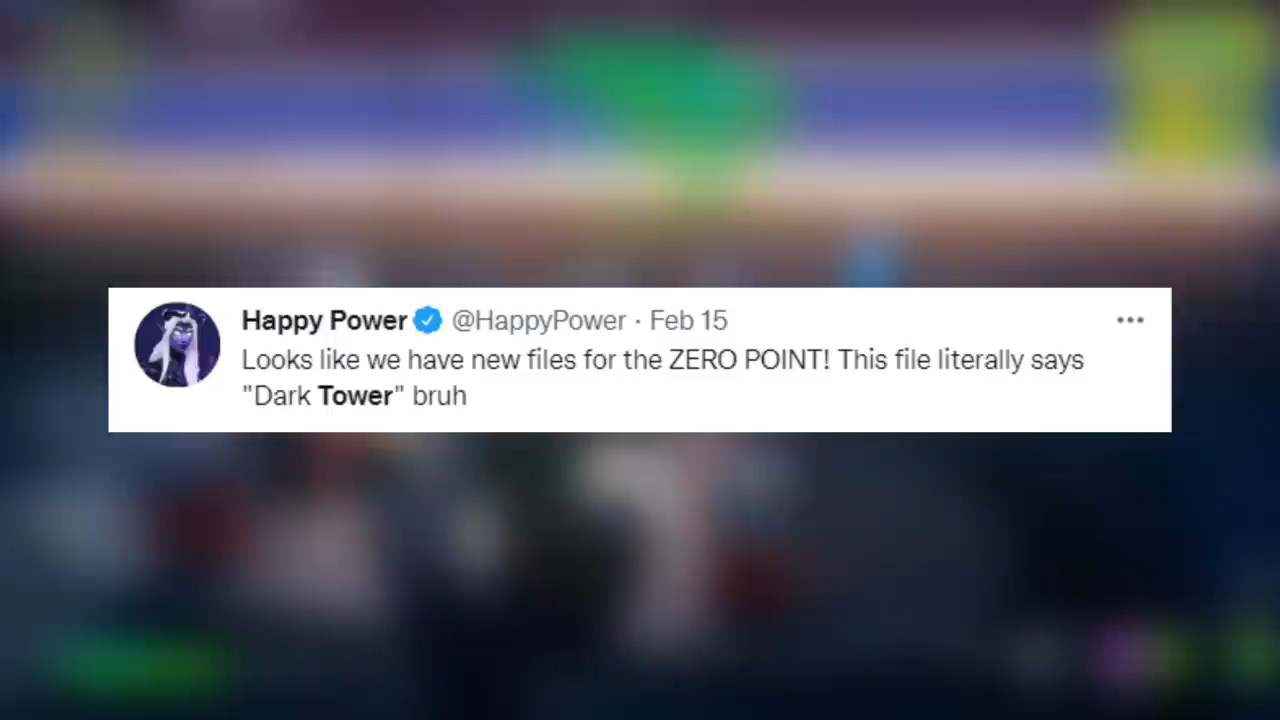 Happy Power @HappyPower · Feb 15
Looks like we have new files for the ZERO POINT! This file literally says
"Dark Tower" bruh